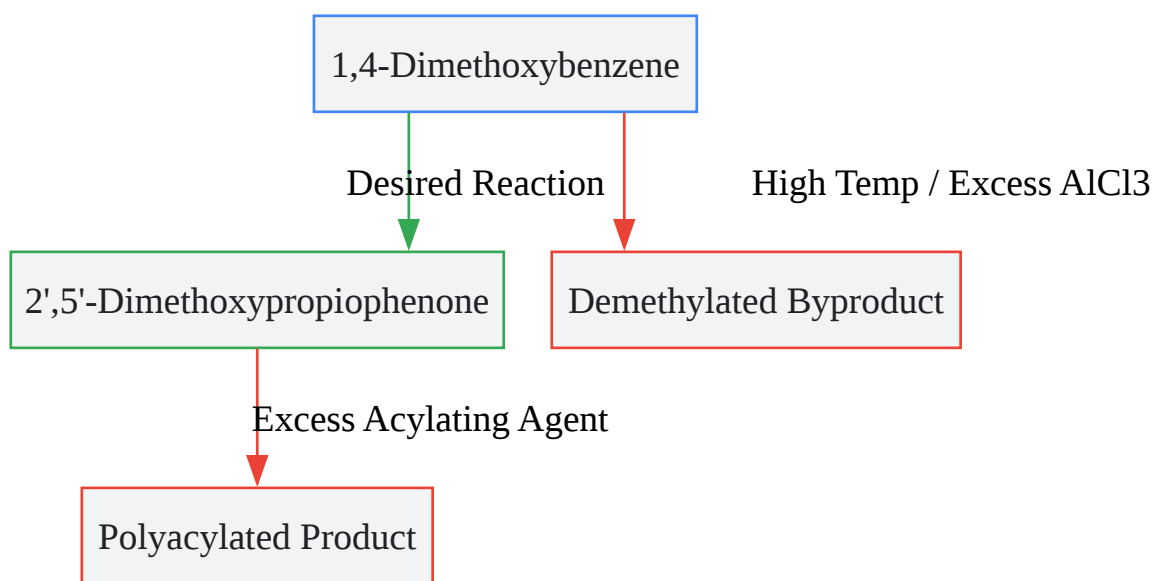 1,4-Dimethoxybenzene
Desired Reaction
High Temp / Excess AlCl3
2',5'-Dimethoxypropiophenone
Demethylated Byproduct
Excess Acylating Agent
Polyacylated Product